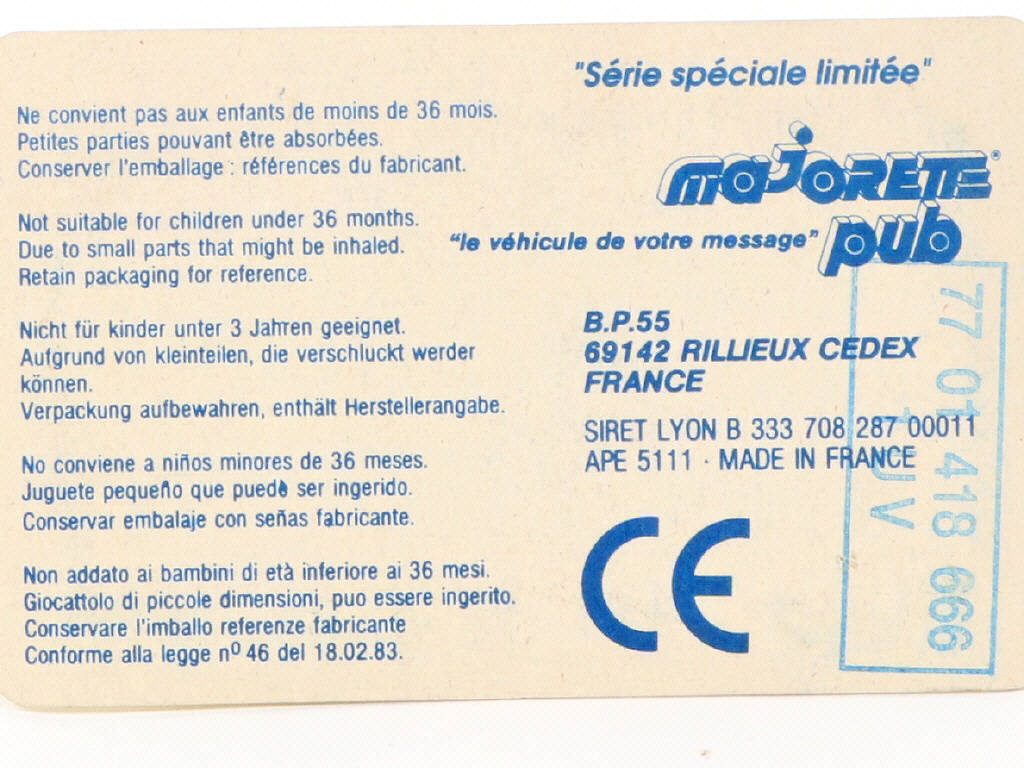 Ne convient pas aux enfants de moins de 36 mois.
Petites parties pouvant être absorbées.
Conserver l'emballage : références du fabricant.
Not suitable for children under 36 months.
Due to small parts that might be inhaled.
Retain packaging for reference.
Nicht für kinder unter 3 Jahren geeignet.
Aufgrund von kleinteilen, die verschluckt werder
können.
Verpackung aufbewahren, enthält Herstellerangabe.
No conviene a niños minores de 36 meses.
Juguete pequeño que puede ser ingerido.
Conservar embalaje con señas fabricante.
Non addato ai bambini di età inferiore ai 36 mesi.
Giocattolo di piccole dimensioni, puo essere ingerito.
Conservare l'imballo referenze fabricante
Conforme alla legge nº 46 del 18.02.83.
"Série spéciale limitée"
majorette
pub
"le véhicule de votre message"
B.P.55
69142 RILLIEUX CEDEX
FRANCE
SIRET LYON B 333 708 287 00011
APE 5111 · MADE IN FRANCE
CE
77 01 418 666
1 UV